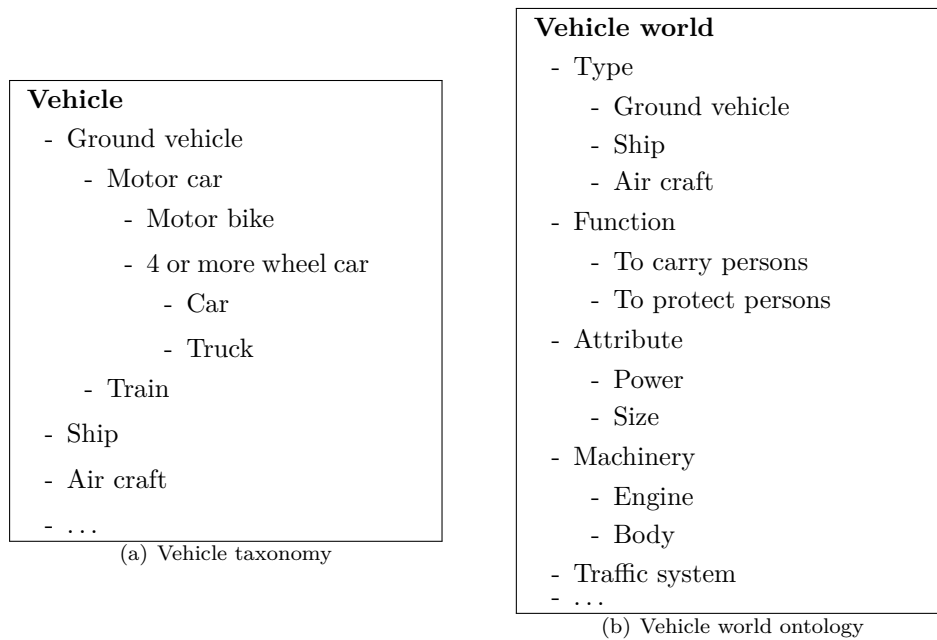 Vehicle
- Ground vehicle
- Motor car
- Motor bike
- 4 or more wheel car
- Car
- Truck
- Train
- Ship
- Air craft
- . . .
(a) Vehicle taxonomy
Vehicle world
- Type
- Ground vehicle
- Ship
- Air craft
- Function
- To carry persons
- To protect persons
- Attribute
- Power
- Size
- Machinery
- Engine
- Body
- Traffic system
- . . .
(b) Vehicle world ontology